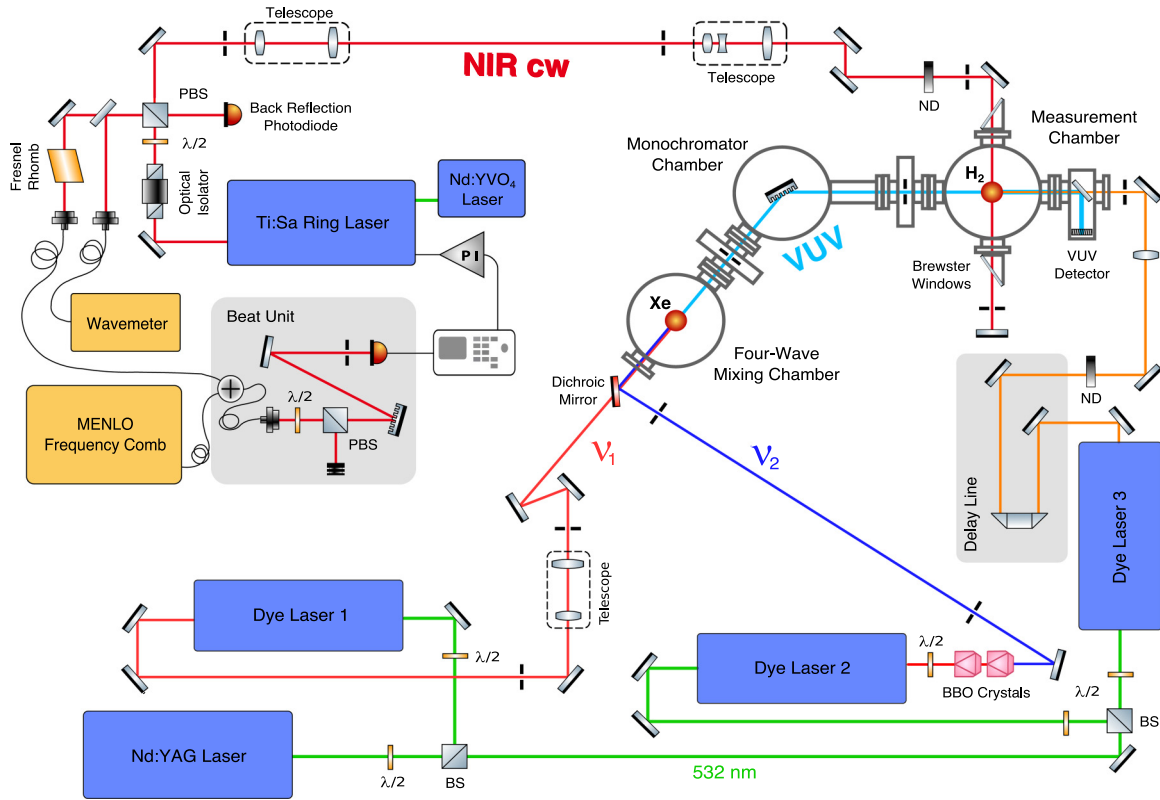 Telescope
NIR cw
Telescope
PBS
Back Reflection
Photodiode
ND
Measurement
Chamber
λ/2
Fresnel
Rhomb
Optical
Isolator
Monochromator
Chamber
H₂
Nd:YVO₄
Laser
Ti:Sa Ring Laser
PI
VUV
VUV
Detector
Brewster
Windows
Wavemeter
Beat Unit
Xe
Four-Wave
Mixing Chamber
Dichroic
Mirror
ND
MENLO
Frequency Comb
λ/2
PBS
ν₁
ν₂
Delay Line
Dye Laser 3
Telescope
Dye Laser 1
λ/2
Dye Laser 2
λ/2
BBO Crystals
λ/2
BS
Nd:YAG Laser
λ/2
BS
532 nm